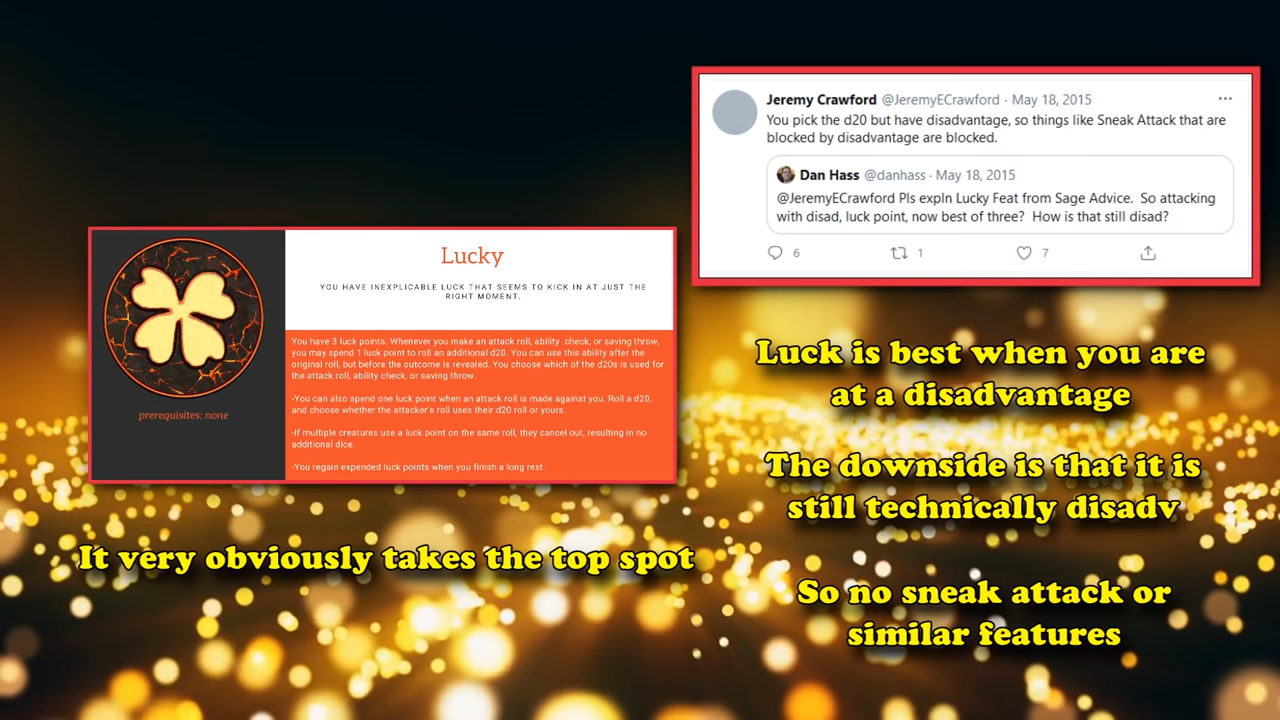 Lucky
YOU HAVE INEXPLICABLE LUCK THAT SEEMS TO KICK IN AT JUST THE
RIGHT MOMENT.
prerequisites: none
You have 3 luck points. Whenever you make an attack roll, ability check, or saving throw,
you may spend 1 luck point to roll an additional d20. You can use this ability after the
original roll, but before the outcome is revealed. You choose which of the d20s is used for
the attack roll, ability check, or saving throw.
-You can also spend one luck point when an attack roll is made against you. Roll a d20,
and choose whether the attacker's roll uses their d20 roll or yours.
-If multiple creatures use a luck point on the same roll, they cancel out, resulting in no
additional dice.
-You regain expended luck points when you finish a long rest.
It very obviously takes the top spot
Jeremy Crawford @JeremyECrawford · May 18, 2015
You pick the d20 but have disadvantage, so things like Sneak Attack that are
blocked by disadvantage are blocked.
Dan Hass @danhass · May 18, 2015
@JeremyECrawford Pls expln Lucky Feat from Sage Advice. So attacking
with disad, luck point, now best of three? How is that still disad?
6 1 7
Luck is best when you are
at a disadvantage
The downside is that it is
still technically disadv
So no sneak attack or
similar features